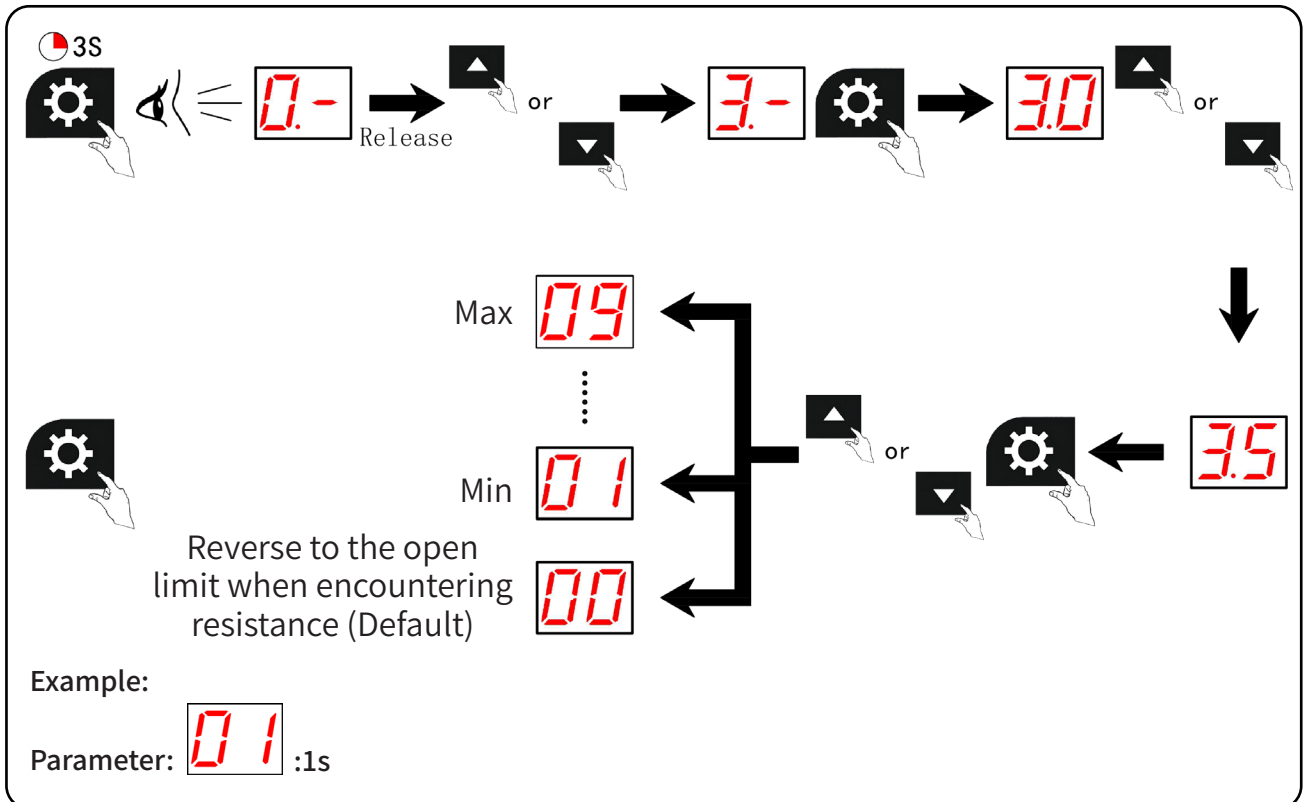 3S
0.-
Release
or
3.-
3.0
or
Max 09
Min 01
or
3.5
Reverse to the open
limit when encountering
resistance (Default)
00
Example:
Parameter: 01 :1s